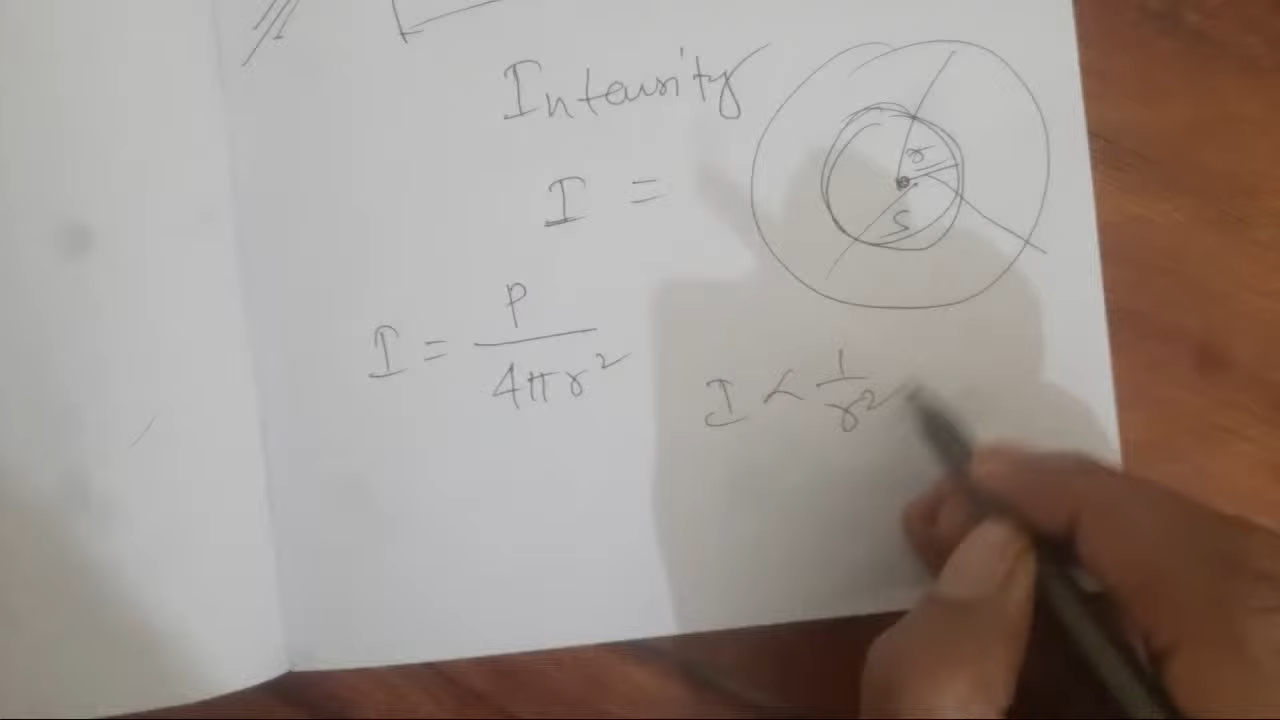 Intensity
r
S
I =
I = P / 4πr²
I ∝ 1 / r²